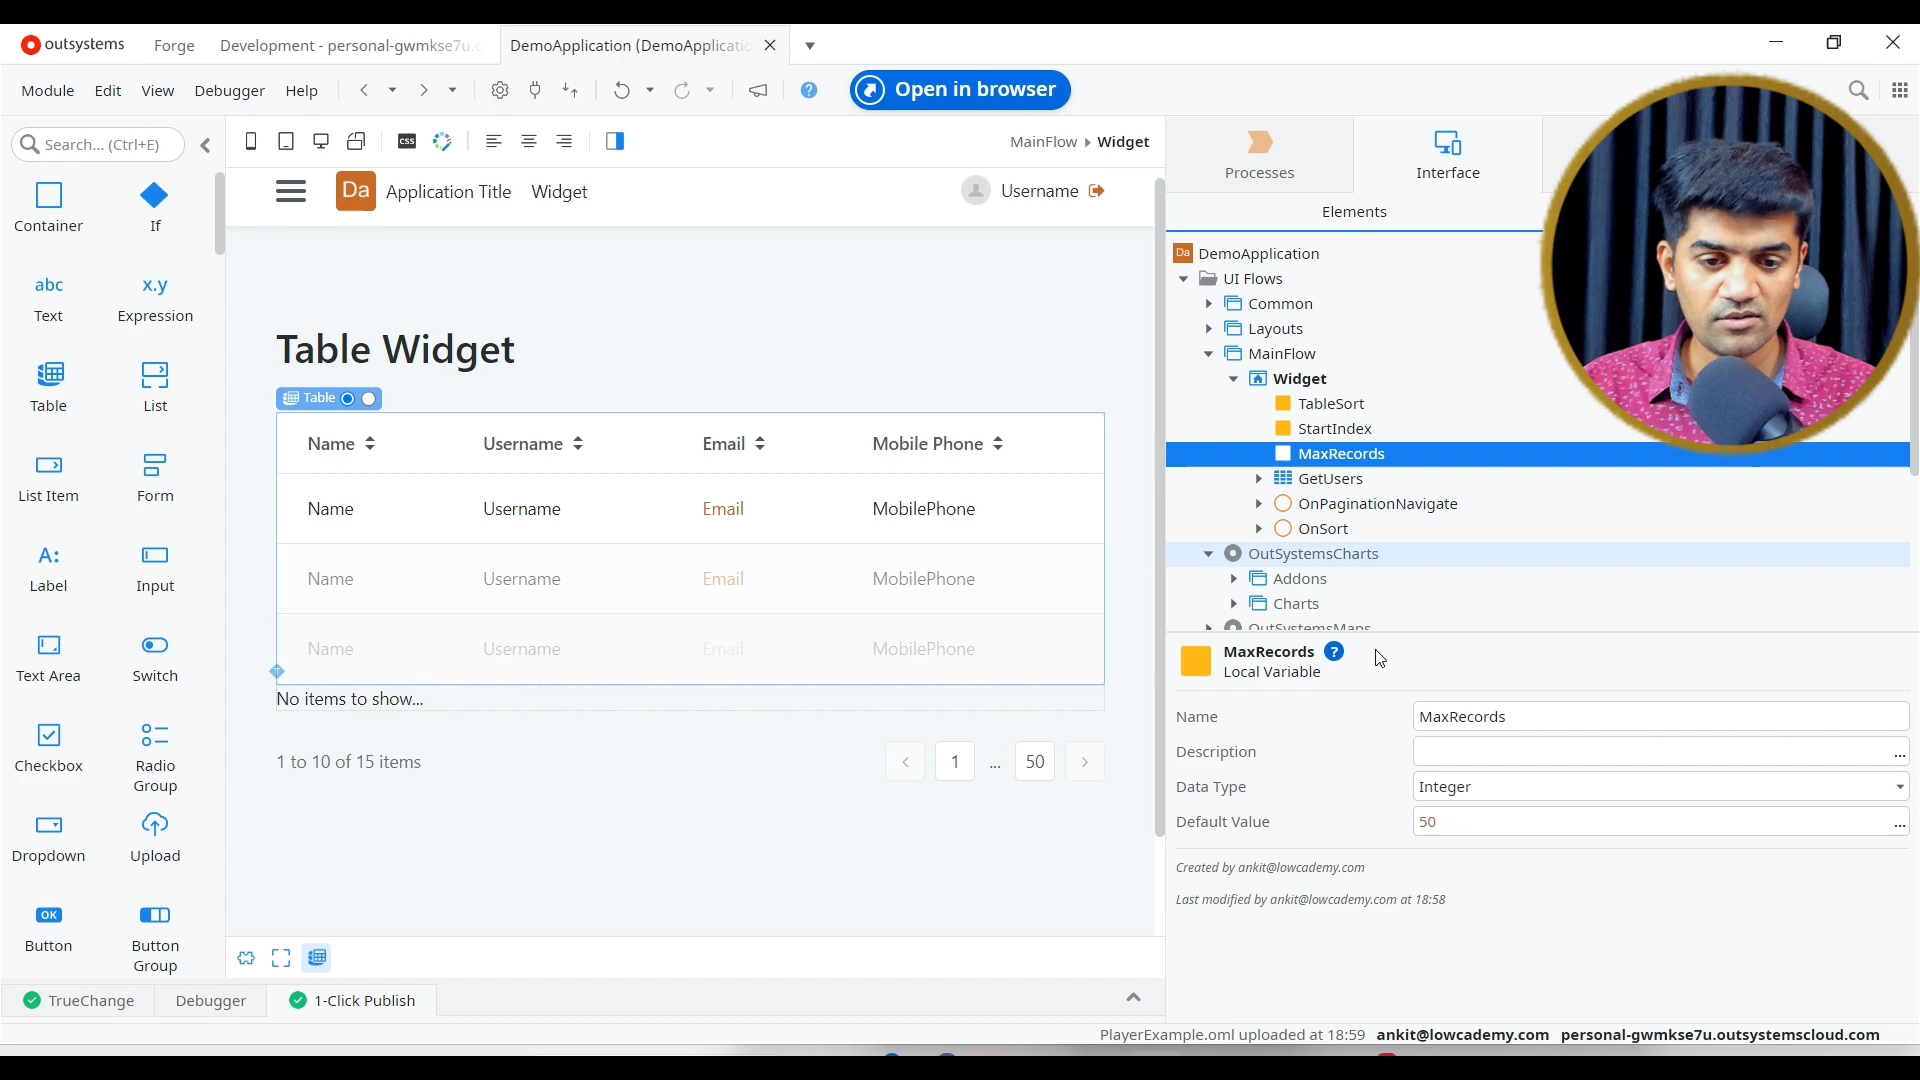 outsystems
Forge
Development - personal-gwmkse7u.o
DemoApplication (DemoApplicatio
Module Edit View Debugger Help
?
Open in browser
Search... (Ctrl+E)
css
MainFlow Widget
Processes
Interface
Elements
Container
If
abc
Text
x.y
Expression
Table
List
List Item
Form
A:
Label
Input
Text Area
Switch
Checkbox
Radio
Group
Dropdown
Upload
OK
Button
Button
Group
Da Application Title Widget
Username
Table Widget
Table
Name Username Email Mobile Phone
Name Username Email MobilePhone
Name Username Email MobilePhone
Name Username Email MobilePhone
No items to show...
1 to 10 of 15 items
1 ... 50
Da DemoApplication
UI Flows
Common
Layouts
MainFlow
Widget
TableSort
StartIndex
MaxRecords
GetUsers
OnPaginationNavigate
OnSort
OutSystemsCharts
Addons
Charts
OutSystemsMaps
MaxRecords ?
Local Variable
Name MaxRecords
Description ...
Data Type Integer
Default Value 50 ...
Created by ankit@lowcademy.com
Last modified by ankit@lowcademy.com at 18:58
TrueChange Debugger 1-Click Publish
PlayerExample.oml uploaded at 18:59 ankit@lowcademy.com personal-gwmkse7u.outsystemscloud.com